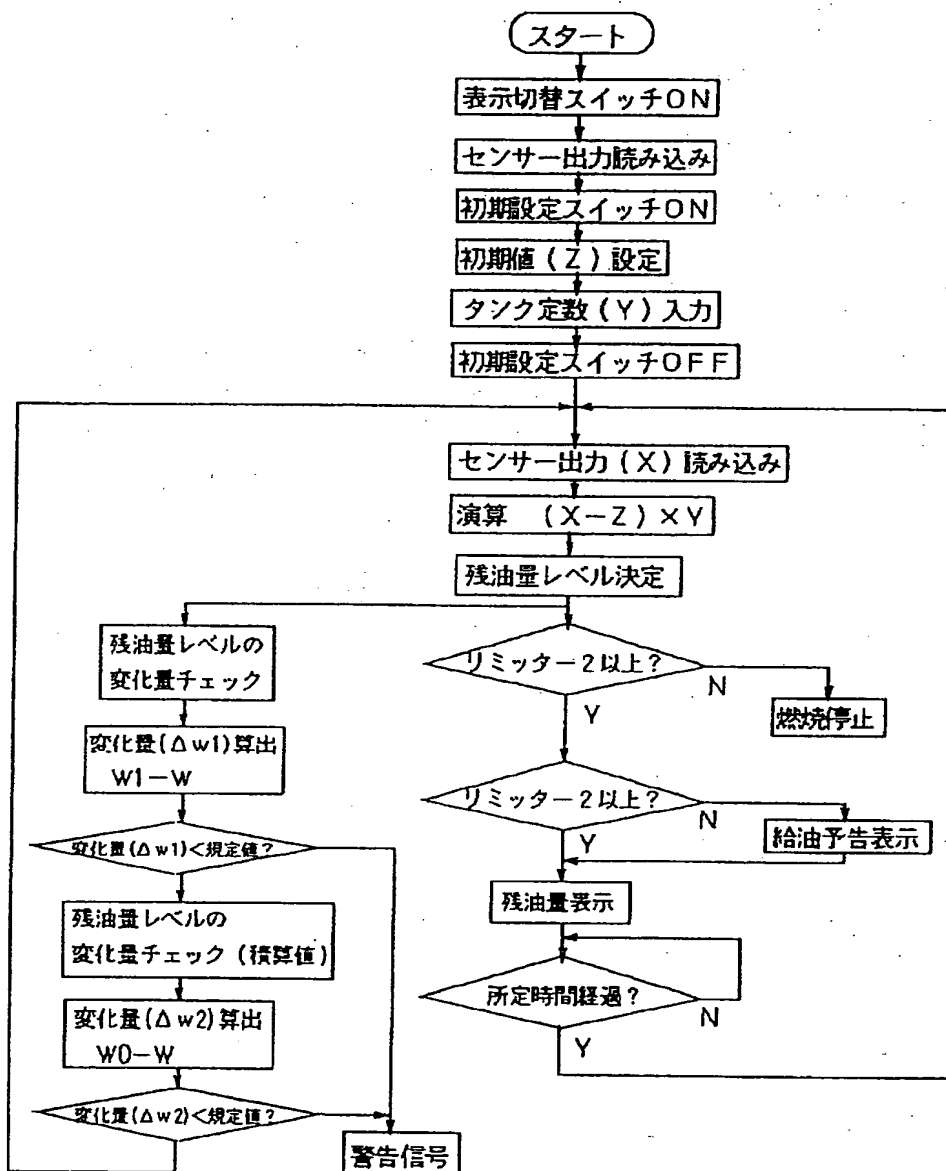 スタート
表示切替スイッチON
センサー出力読み込み
初期設定スイッチON
初期値(Z)設定
タンク定数(Y)入力
初期設定スイッチOFF
センサー出力(X)読み込み
演算 (X－Z)×Y
残油量レベル決定
残油量レベルの
変化量チェック
変化量(Δw1)算出
W1－W
変化量(Δw1)<規定値?
残油量レベルの
変化量チェック(積算値)
変化量(Δw2)算出
W0－W
変化量(Δw2)<規定値?
警告信号
リミッター2以上?
N
Y
燃焼停止
リミッター2以上?
N
Y
給油予告表示
残油量表示
所定時間経過?
N
Y